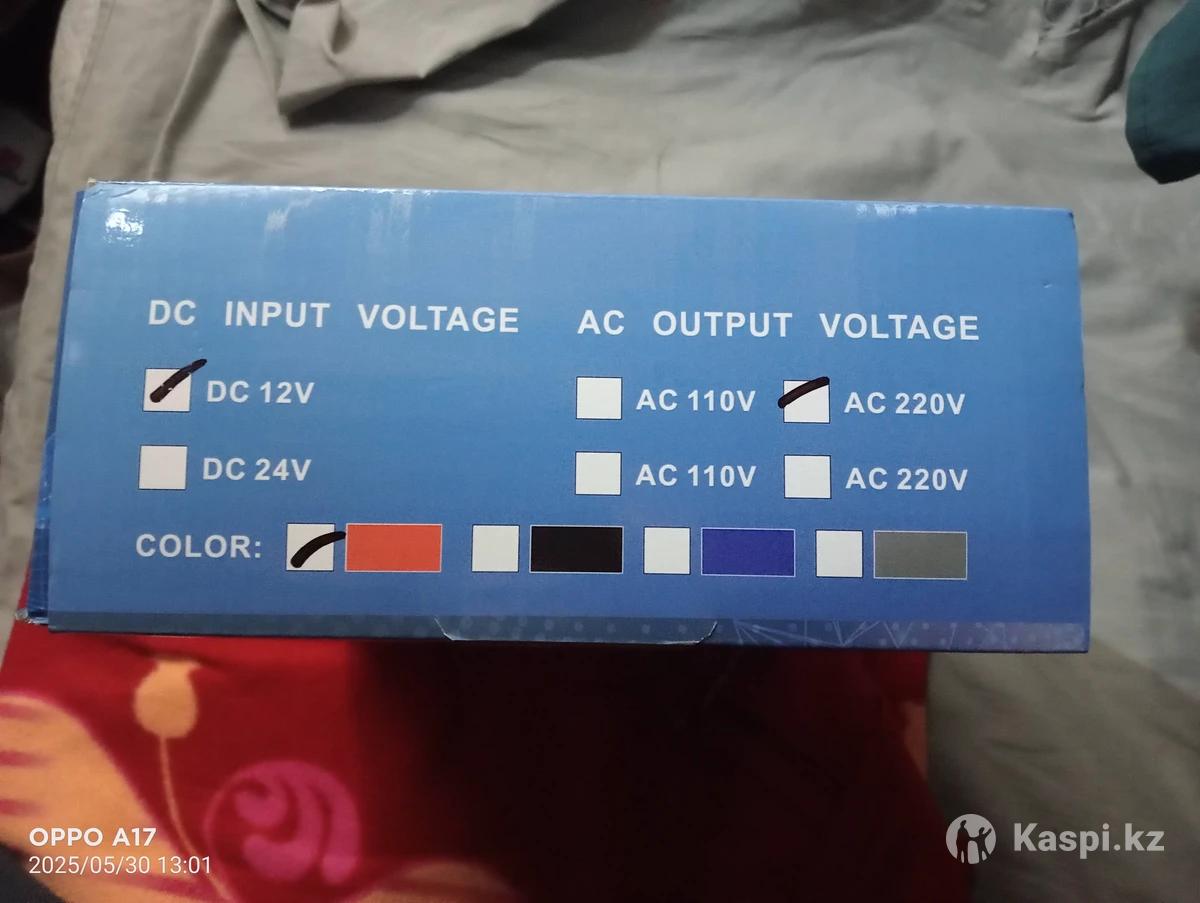 DC INPUT VOLTAGE
AC OUTPUT VOLTAGE
DC 12V
AC 110V
AC 220V
DC 24V
AC 110V
AC 220V
COLOR:
OPPO A17
2025/05/30 13:01
Kaspi.kz